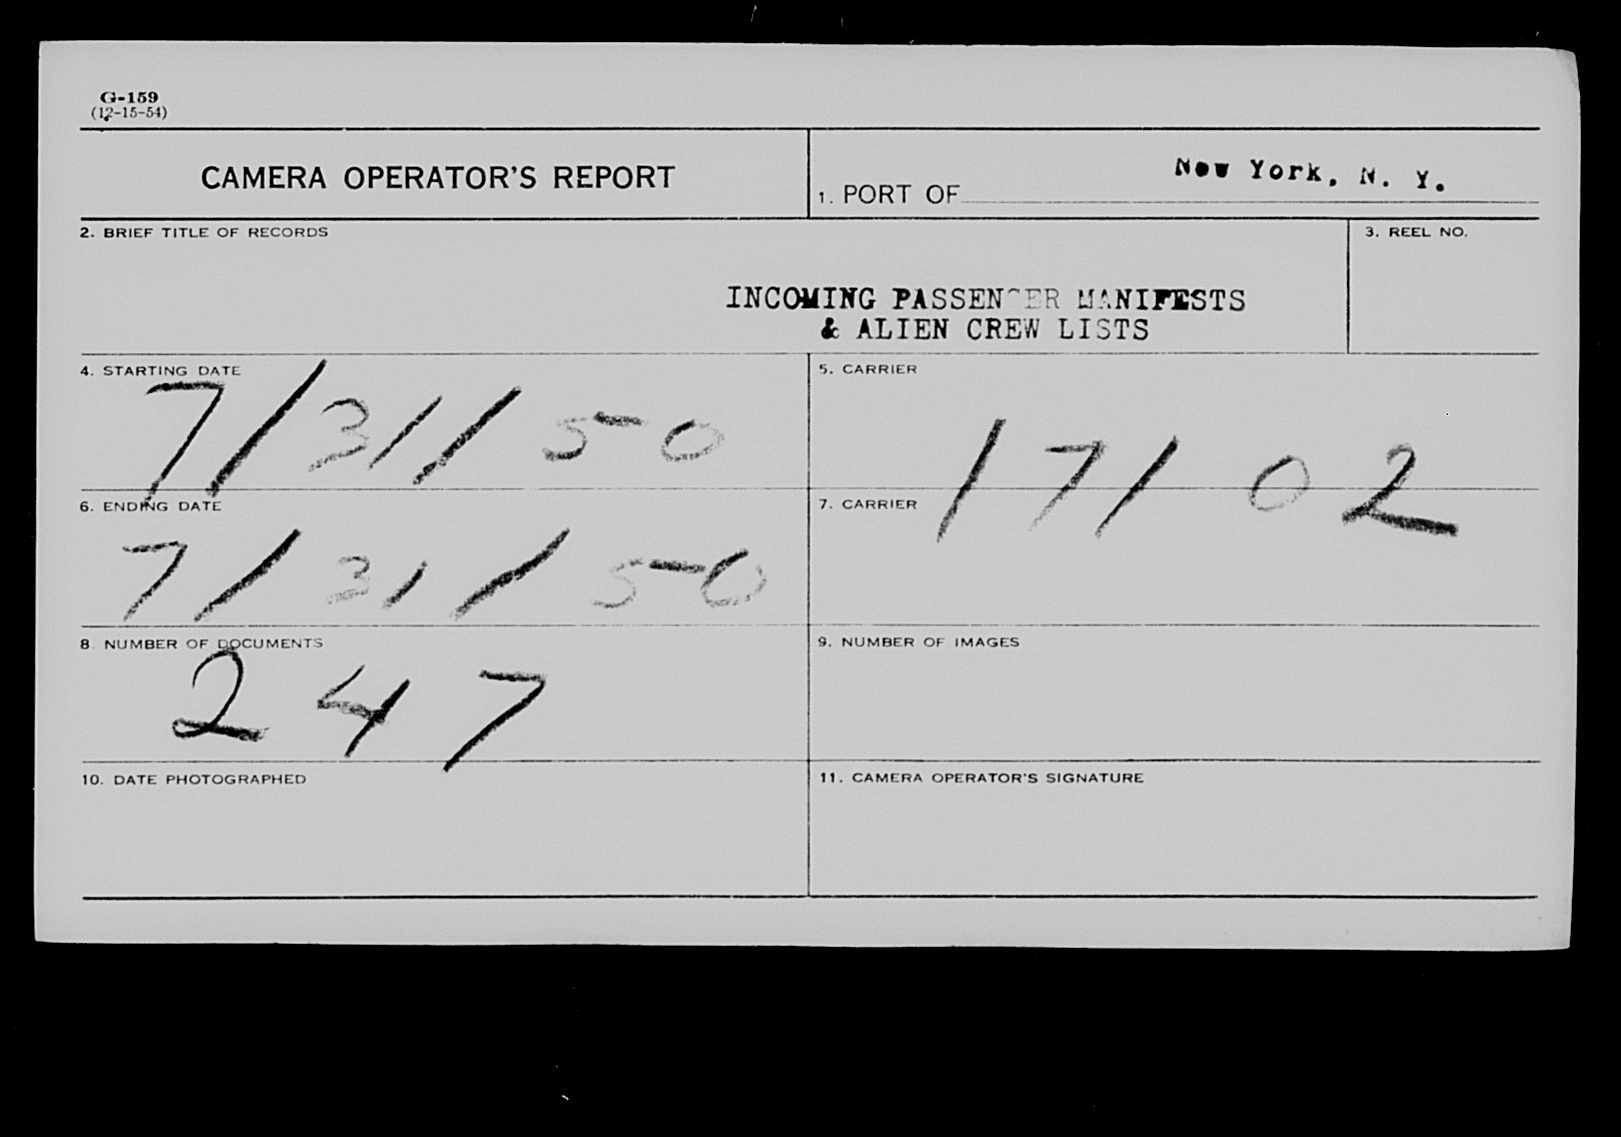 G-159
(12-15-54)
CAMERA OPERATOR'S REPORT
1. PORT OF New York, N. Y.
2. BRIEF TITLE OF RECORDS
3. REEL NO.
INCOMING PASSENGER MANIFESTS
& ALIEN CREW LISTS
4. STARTING DATE
7/31/50
5. CARRIER
17102
6. ENDING DATE
7/31/50
7. CARRIER
8. NUMBER OF DOCUMENTS
247
9. NUMBER OF IMAGES
10. DATE PHOTOGRAPHED
11. CAMERA OPERATOR'S SIGNATURE